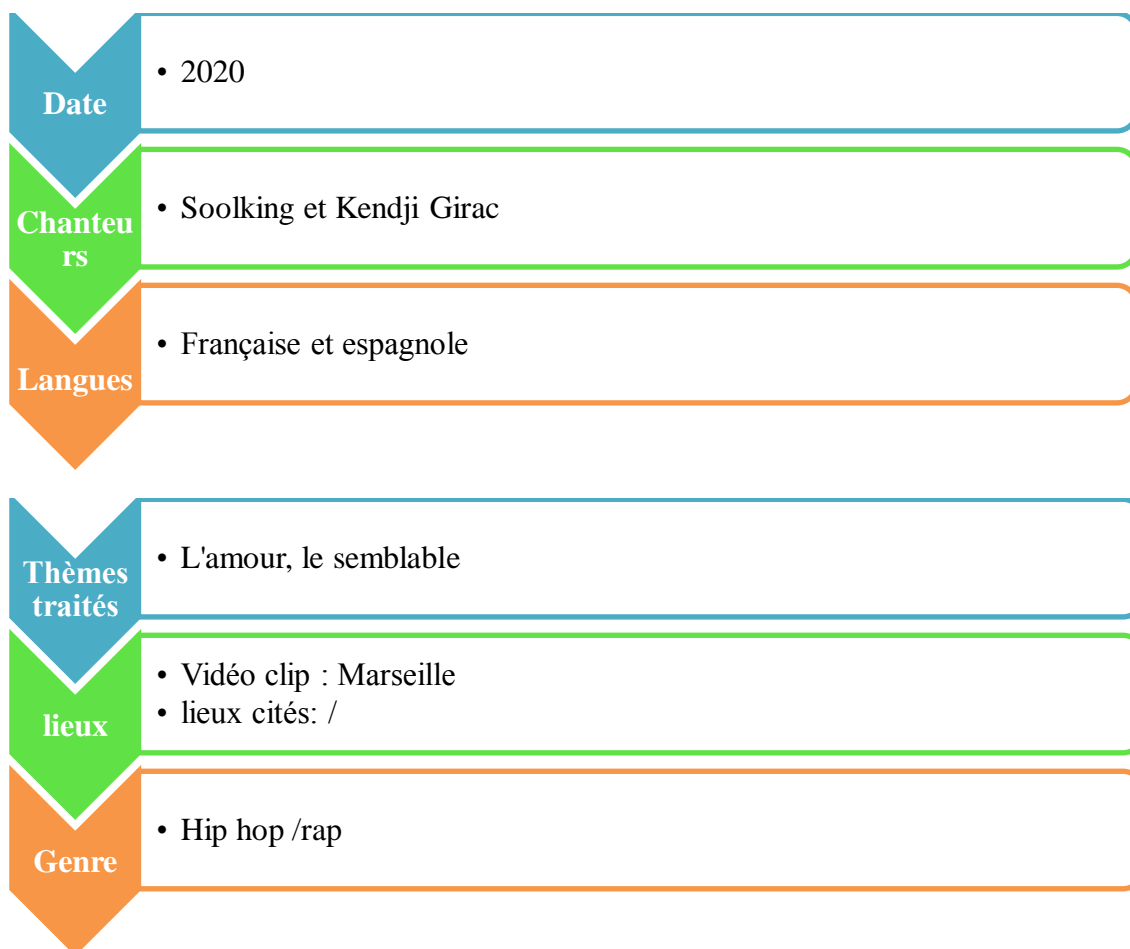 Date
• 2020
Chanteu
rs
• Soolking et Kendji Girac
Langues
• Française et espagnole
Thèmes
traités
• L'amour, le semblable
lieux
• Vidéo clip : Marseille
• lieux cités: /
Genre
• Hip hop /rap